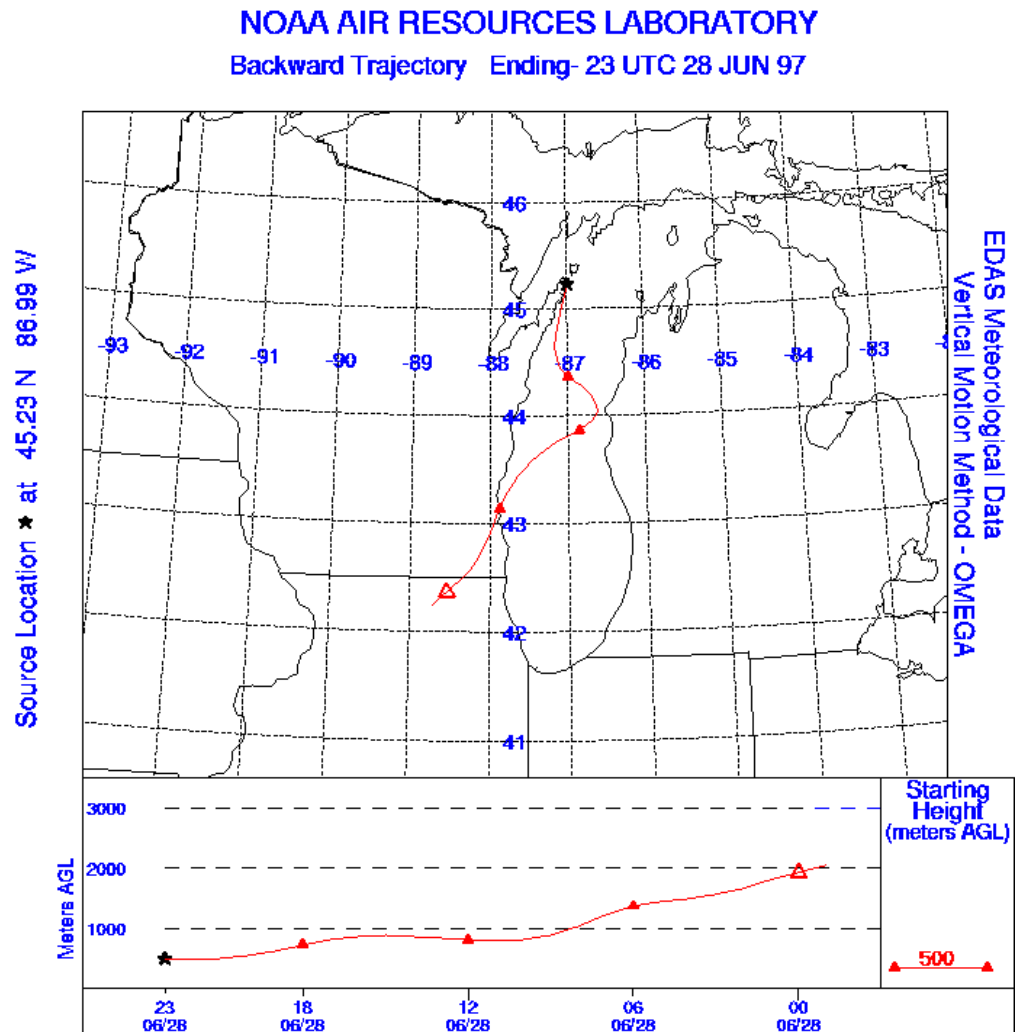 NOAA AIR RESOURCES LABORATORY
Backward Trajectory Ending- 23 UTC 28 JUN 97
Source Location ★ at 45.23 N 86.99 W
EDAS Meteorological Data
Vertical Motion Method - OMEGA
46
45
-93
-92
-91
-90
-89
-88
-87
-86
-85
-84
-83
44
43
42
41
Meters AGL
3000
2000
1000
Starting
Height
(meters AGL)
500
23 18 12 06 00
06/28 06/28 06/28 06/28 06/28